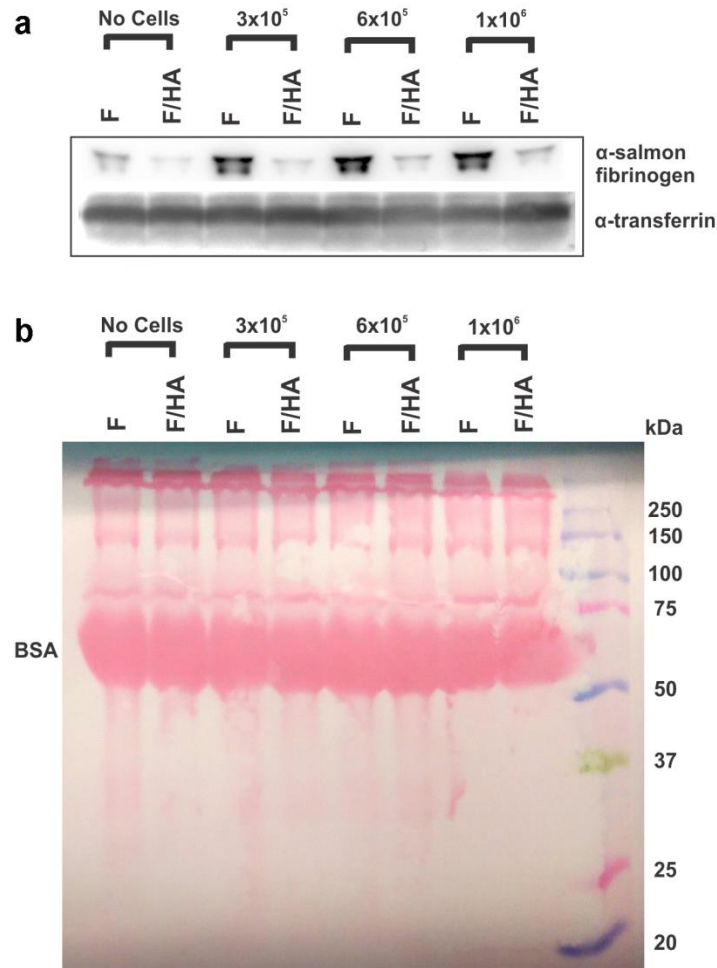 a
No Cells 3x10⁵ 6x10⁵ 1x10⁶
F F/HA F F/HA F F/HA F F/HA
α-salmon
fibrinogen
α-transferrin
b
No Cells 3x10⁵ 6x10⁵ 1x10⁶
F F/HA F F/HA F F/HA F F/HA
kDa
250
150
100
75
BSA
50
37
25
20